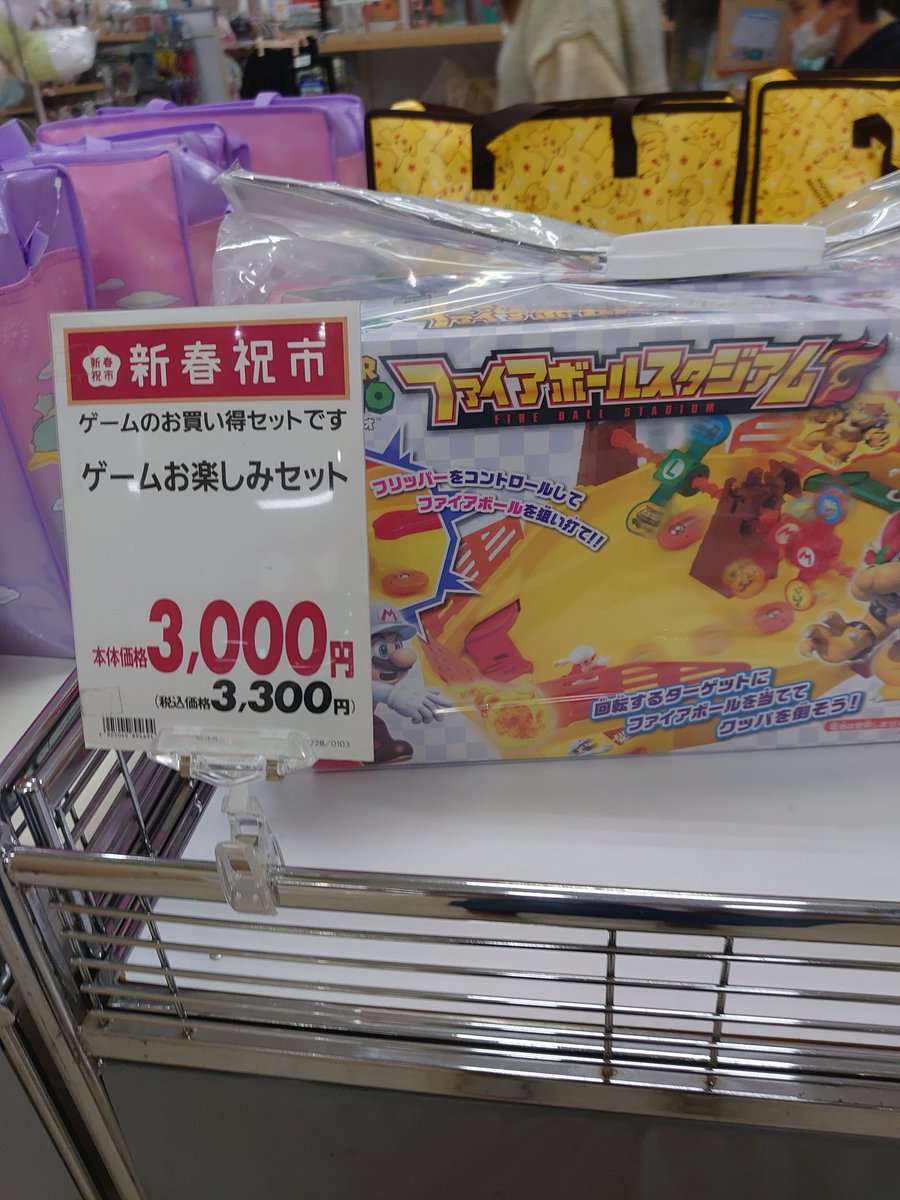 新春祝市
新春祝市
ゲームのお買い得セットです
ゲームお楽しみセット
本体価格3,000円
(税込価格3,300円)
228/0103
ファイアボールスタジアム
FIRE BALL STADIUM
フリッパーをコントロールして
ファイアボールを狙い打て!!
L
M
M
M
回転するターゲットに
ファイアボールを当てて
クッパを倒そう!